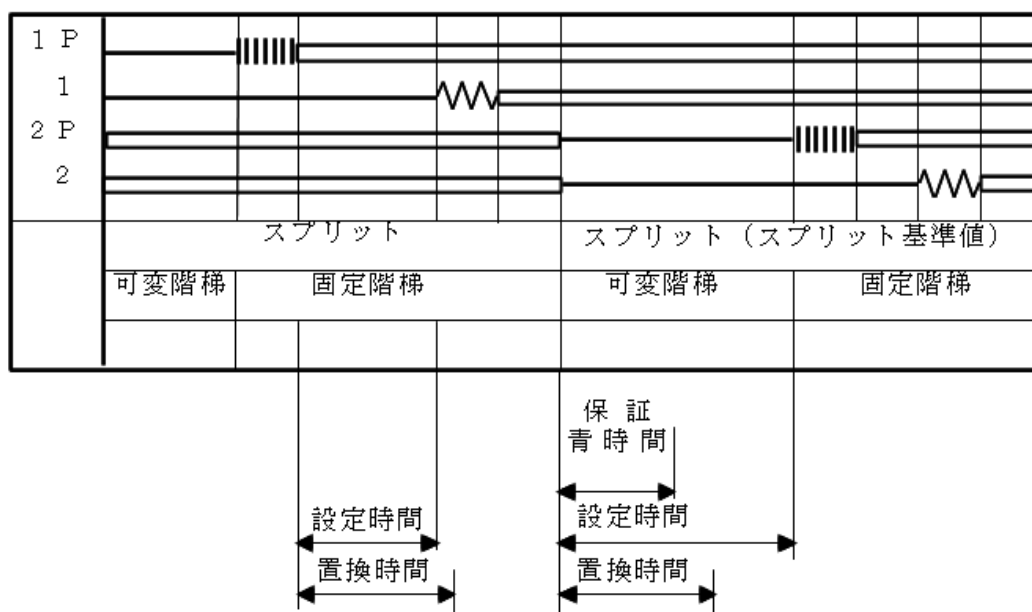 1 P
1
2 P
2
スプリット スプリット（スプリット基準値）
可変階梯 固定階梯 可変階梯 固定階梯
保 証
青 時 間
設定時間 設定時間
置換時間 置換時間